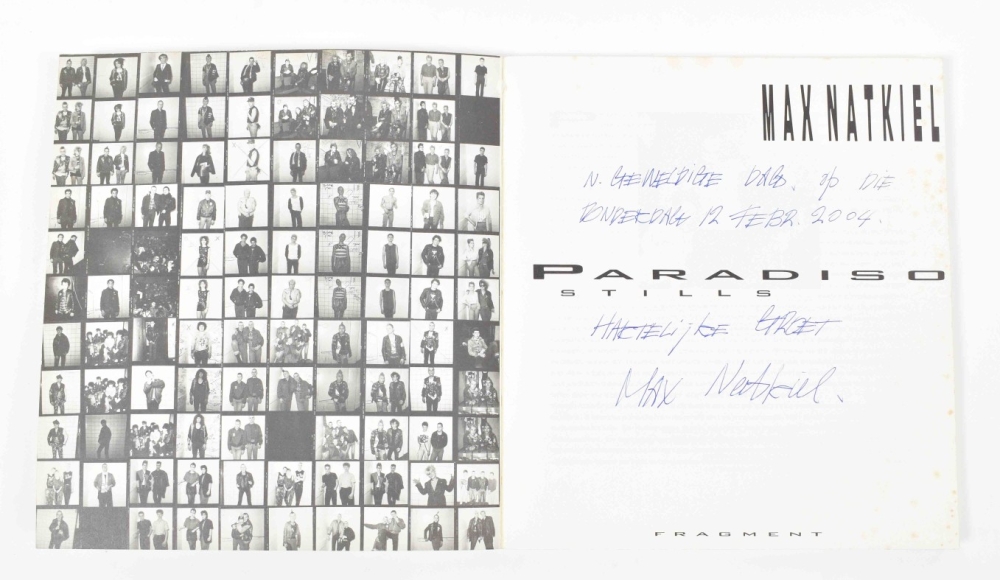 MAX NATKIEL
N. GEWELDIGE DAG. op DIE
DONDERDAG 12 FEBR. 2004.
PARADISO
STILLS
HARTELIJKE GROET
MAX Natkiel.
FRAGMENT